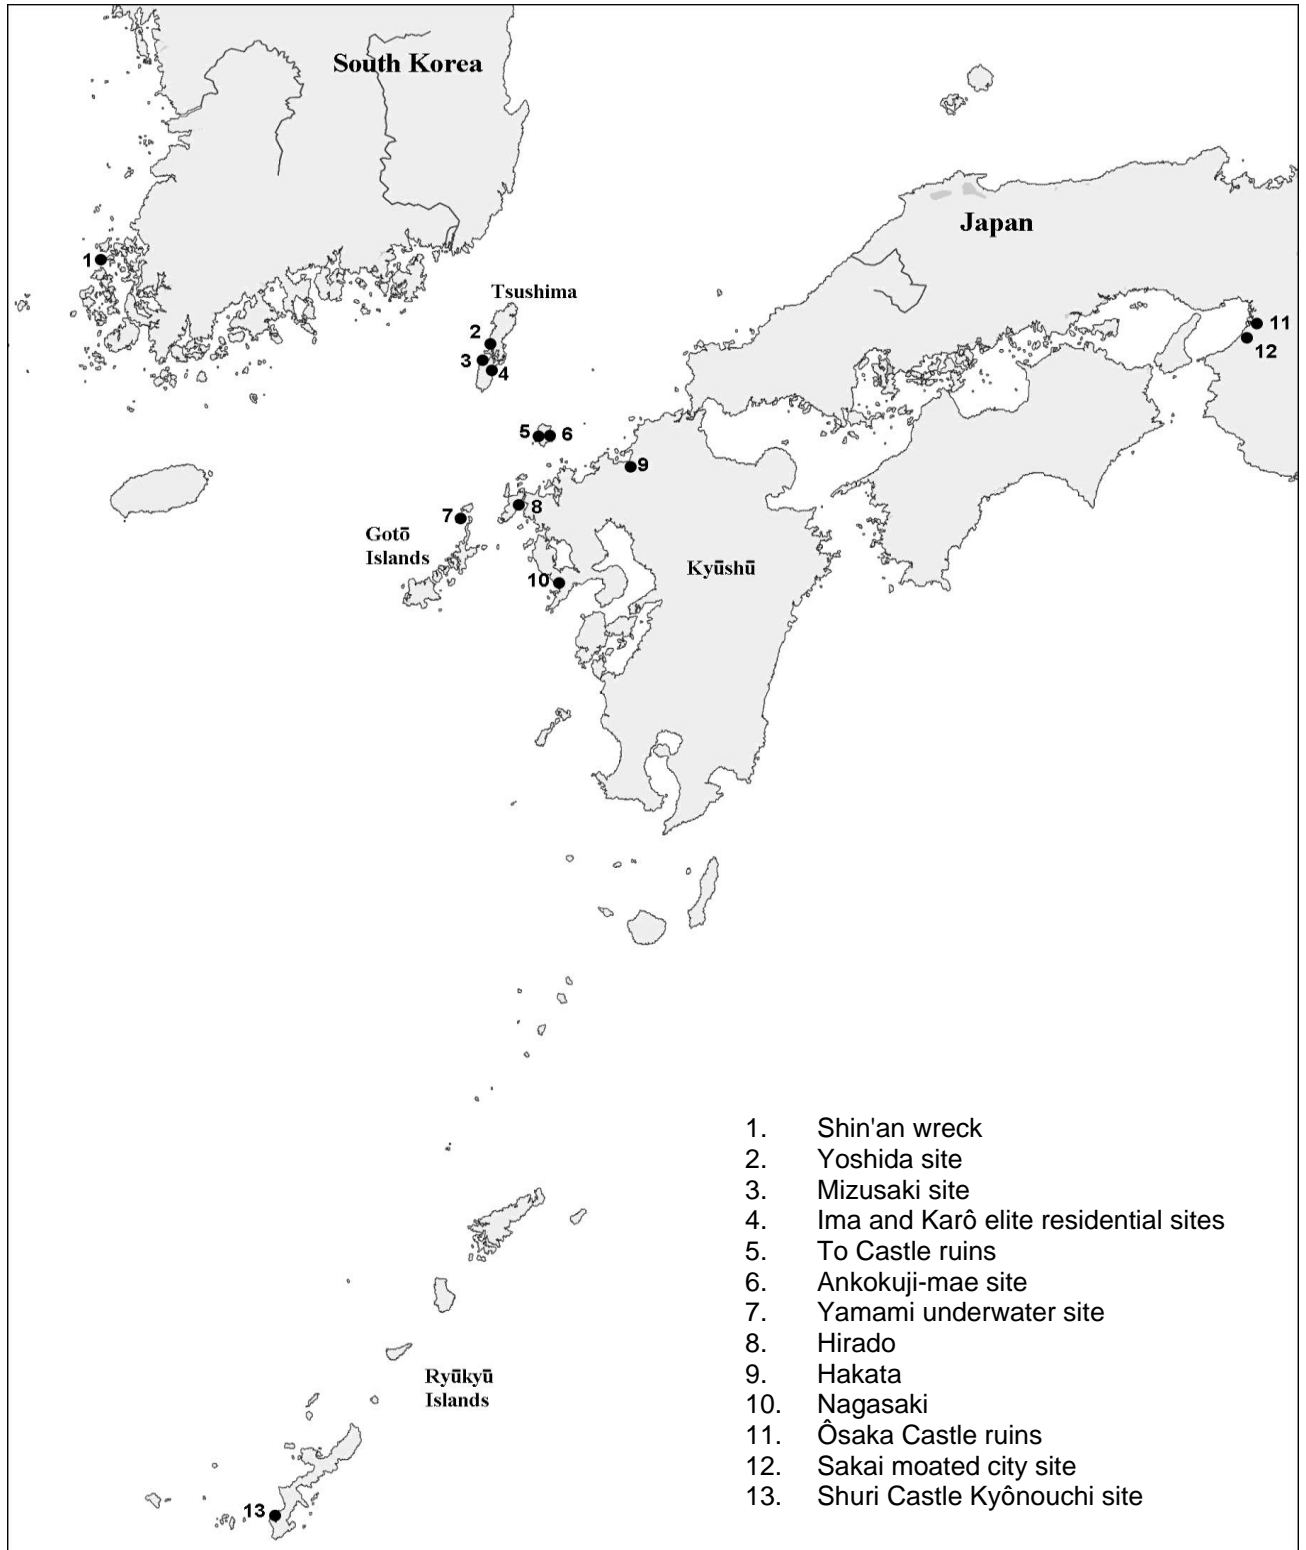 South Korea
Japan
1
Tsushima
2
3
4
11
12
5
6
9
8
7
Gotō
Islands
10
Kyūshū
1. Shin'an wreck
2. Yoshida site
3. Mizusaki site
4. Ima and Karô elite residential sites
5. To Castle ruins
6. Ankokuji-mae site
7. Yamami underwater site
8. Hirado
9. Hakata
10. Nagasaki
11. Ôsaka Castle ruins
12. Sakai moated city site
13. Shuri Castle Kyônouchi site
Ryūkyū
Islands
13